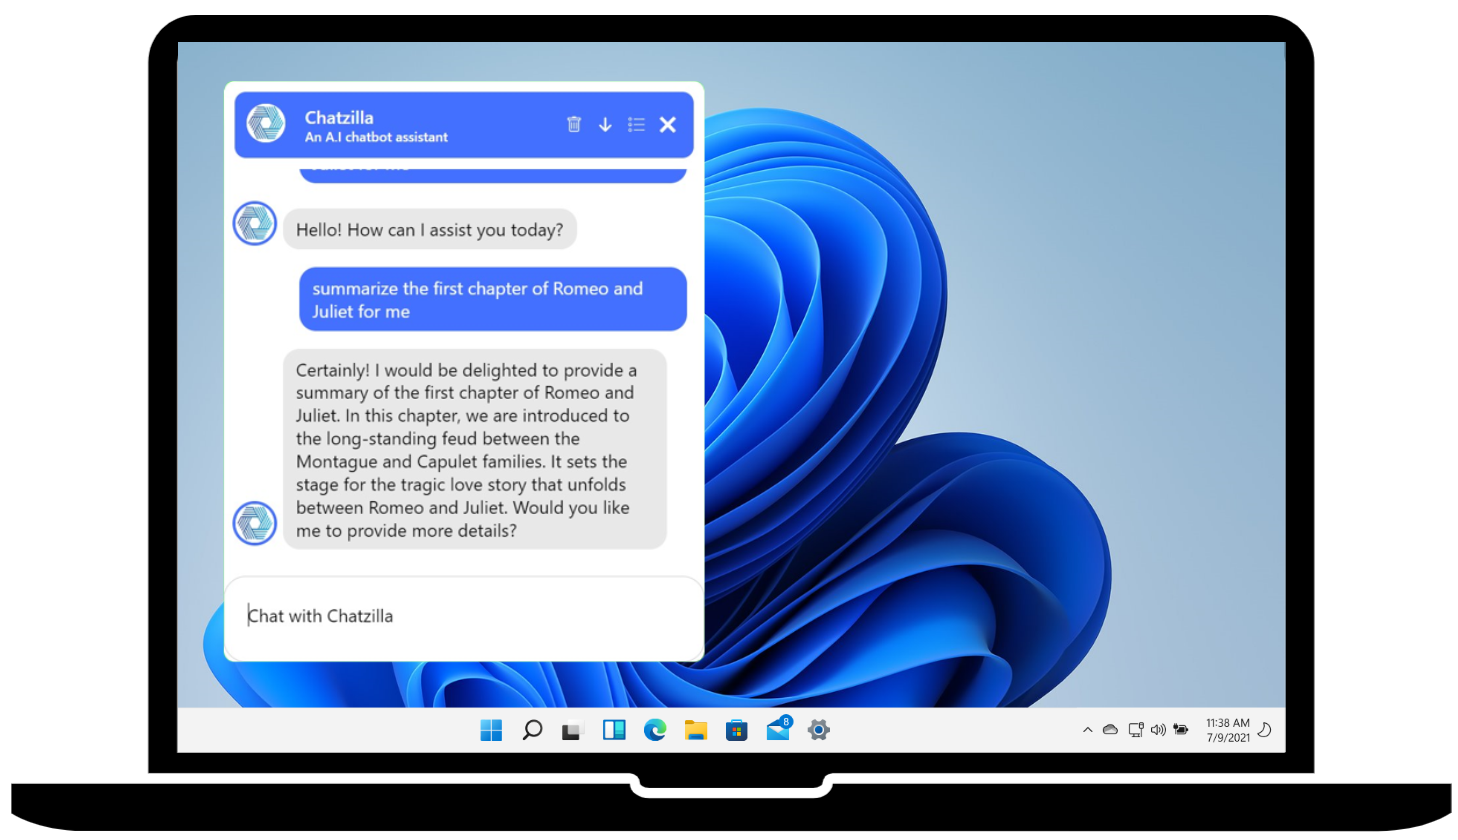 Chatzilla
An A.I chatbot assistant
Hello! How can I assist you today?
summarize the first chapter of Romeo and
Juliet for me
Certainly! I would be delighted to provide a
summary of the first chapter of Romeo and
Juliet. In this chapter, we are introduced to
the long-standing feud between the
Montague and Capulet families. It sets the
stage for the tragic love story that unfolds
between Romeo and Juliet. Would you like
me to provide more details?
Chat with Chatzilla
8
11:38 AM
7/9/2021